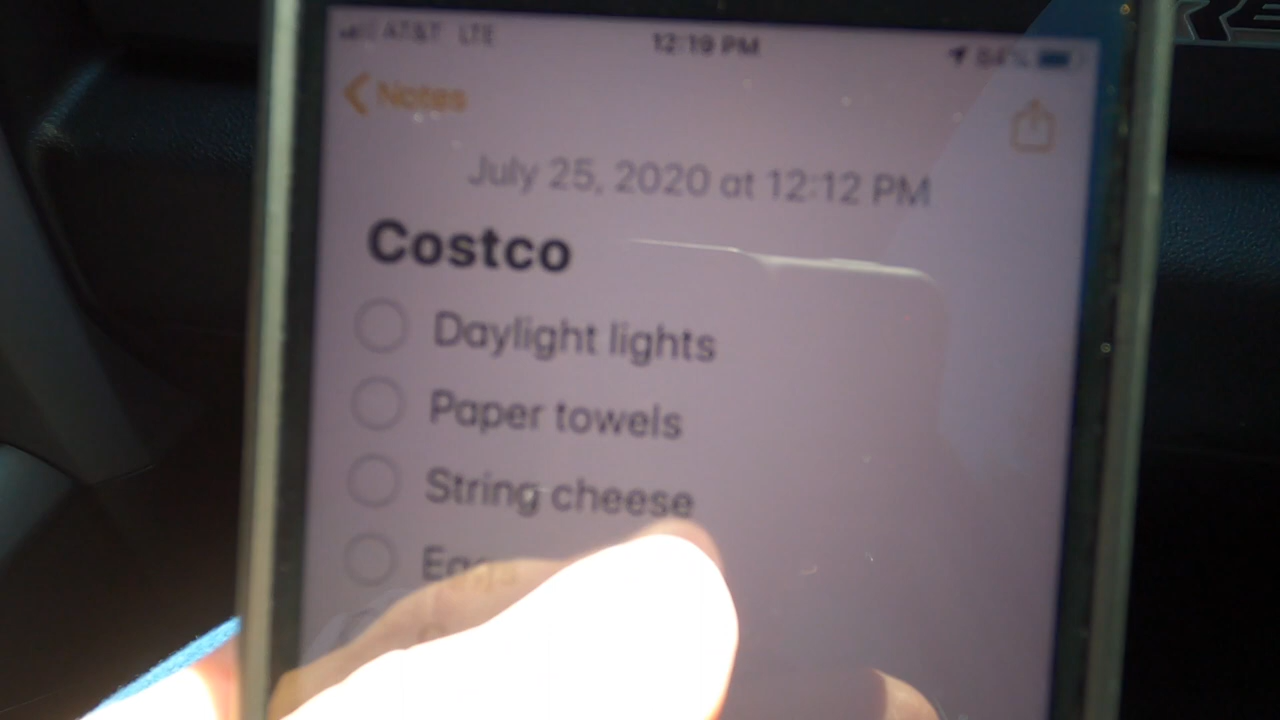 AT&T LTE 12:19 PM 84%
Notes
July 25, 2020 at 12:12 PM
Costco
Daylight lights
Paper towels
String cheese